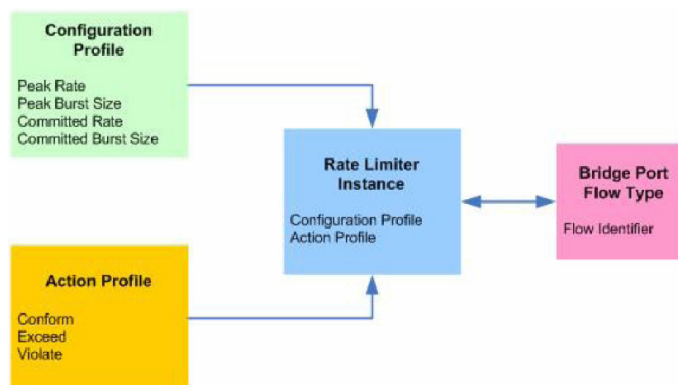 Configuration
Profile
Peak Rate
Peak Burst Size
Committed Rate
Committed Burst Size
Rate Limiter
Instance
Configuration Profile
Action Profile
Bridge Port
Flow Type
Flow Identifier
Action Profile
Conform
Exceed
Violate